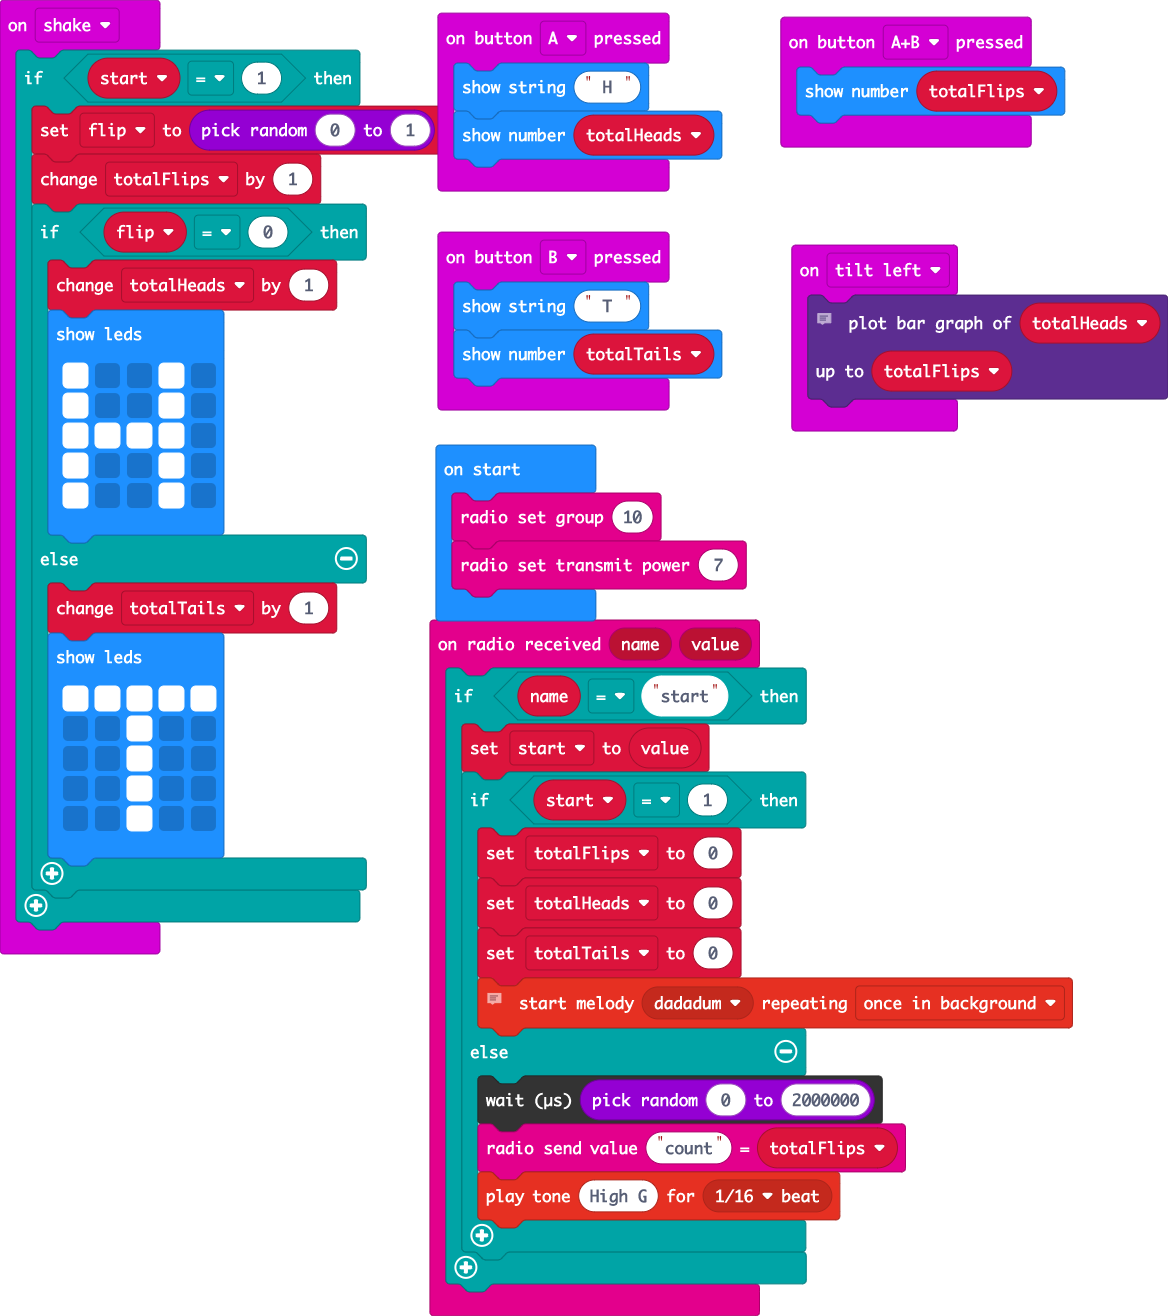 on shake
if start = 1 then
set flip to pick random 0 to 1
change totalFlips by 1
if flip = 0 then
change totalHeads by 1
show leds
else
change totalTails by 1
show leds
on button A pressed
show string " H "
show number totalHeads
on button A+B pressed
show number totalFlips
on button B pressed
show string " T "
show number totalTails
on tilt left
plot bar graph of totalHeads
up to totalFlips
on start
radio set group 10
radio set transmit power 7
on radio received name value
if name = "start" then
set start to value
if start = 1 then
set totalFlips to 0
set totalHeads to 0
set totalTails to 0
start melody dadadum repeating once in background
else
wait (µs) pick random 0 to 2000000
radio send value "count" = totalFlips
play tone High G for 1/16 beat